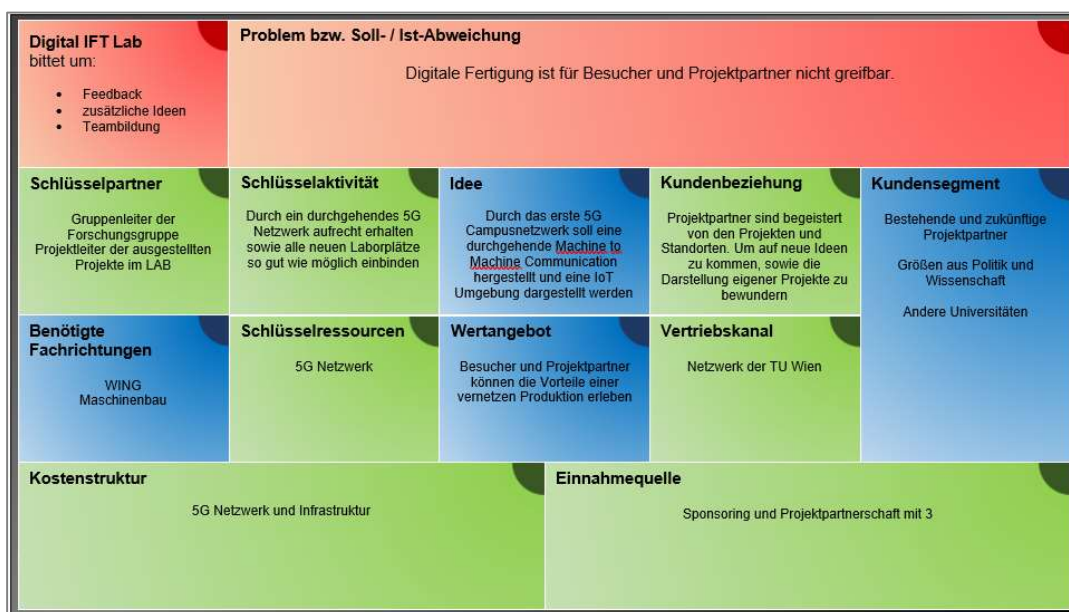 Digital IFT Lab
bittet um:
• Feedback
• zusätzliche Ideen
• Teambildung
Problem bzw. Soll- / Ist-Abweichung
Digitale Fertigung ist für Besucher und Projektpartner nicht greifbar.
Schlüsselpartner
Gruppenleiter der
Forschungsgruppe
Projektleiter der ausgestellten
Projekte im LAB
Schlüsselaktivität
Durch ein durchgehendes 5G
Netzwerk aufrecht erhalten
sowie alle neuen Laborplätze
so gut wie möglich einbinden
Idee
Durch das erste 5G
Campusnetzwerk soll eine
durchgehende Machine to
Machine Communication
hergestellt und eine IoT
Umgebung dargestellt werden
Kundenbeziehung
Projektpartner sind begeistert
von den Projekten und
Standorten. Um auf neue Ideen
zu kommen, sowie die
Darstellung eigener Projekte zu
bewundern
Kundensegment
Bestehende und zukünftige
Projektpartner
Größen aus Politik und
Wissenschaft
Andere Universitäten
Benötigte
Fachrichtungen
WING
Maschinenbau
Schlüsselressourcen
5G Netzwerk
Wertangebot
Besucher und Projektpartner
können die Vorteile einer
vernetzen Produktion erleben
Vertriebskanal
Netzwerk der TU Wien
Kostenstruktur
5G Netzwerk und Infrastruktur
Einnahmequelle
Sponsoring und Projektpartnerschaft mit 3